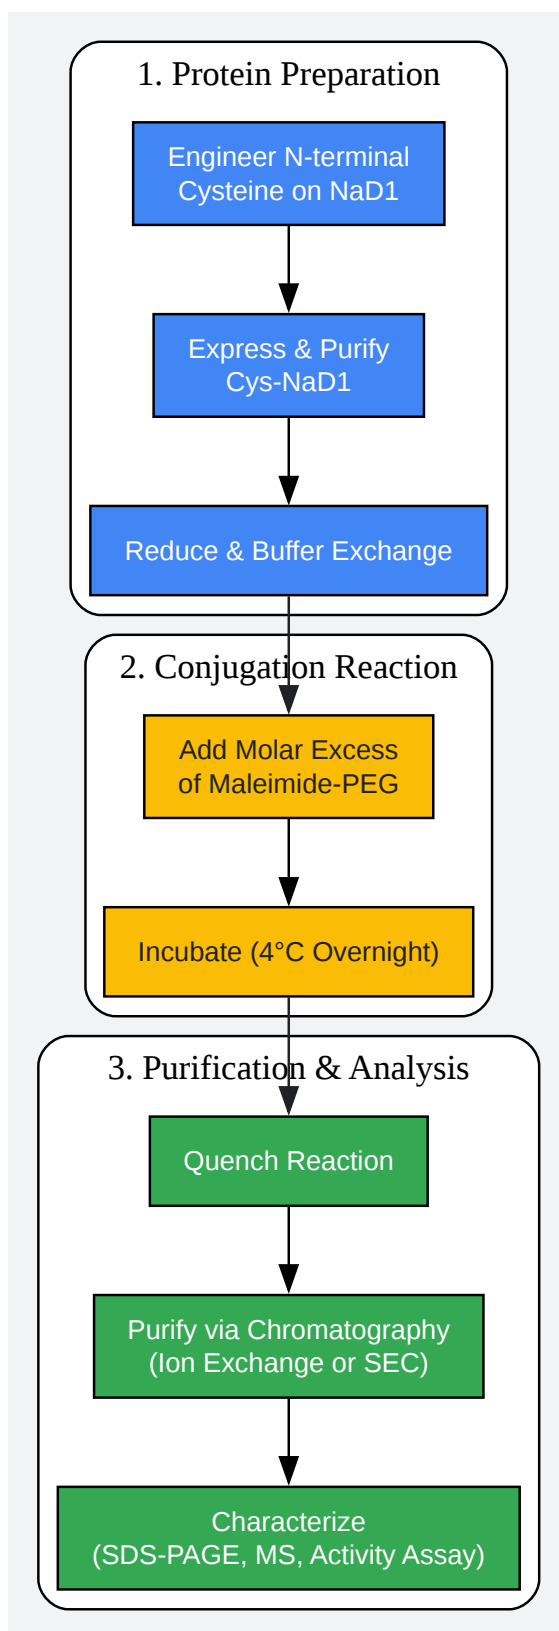 1. Protein Preparation
Engineer N-terminal
Cysteine on NaD1
Express & Purify
Cys-NaD1
Reduce & Buffer Exchange
2. Conjugation Reaction
Add Molar Excess
of Maleimide-PEG
Incubate (4°C Overnight)
3. Purification & Analysis
Quench Reaction
Purify via Chromatography
(Ion Exchange or SEC)
Characterize
(SDS-PAGE, MS, Activity Assay)